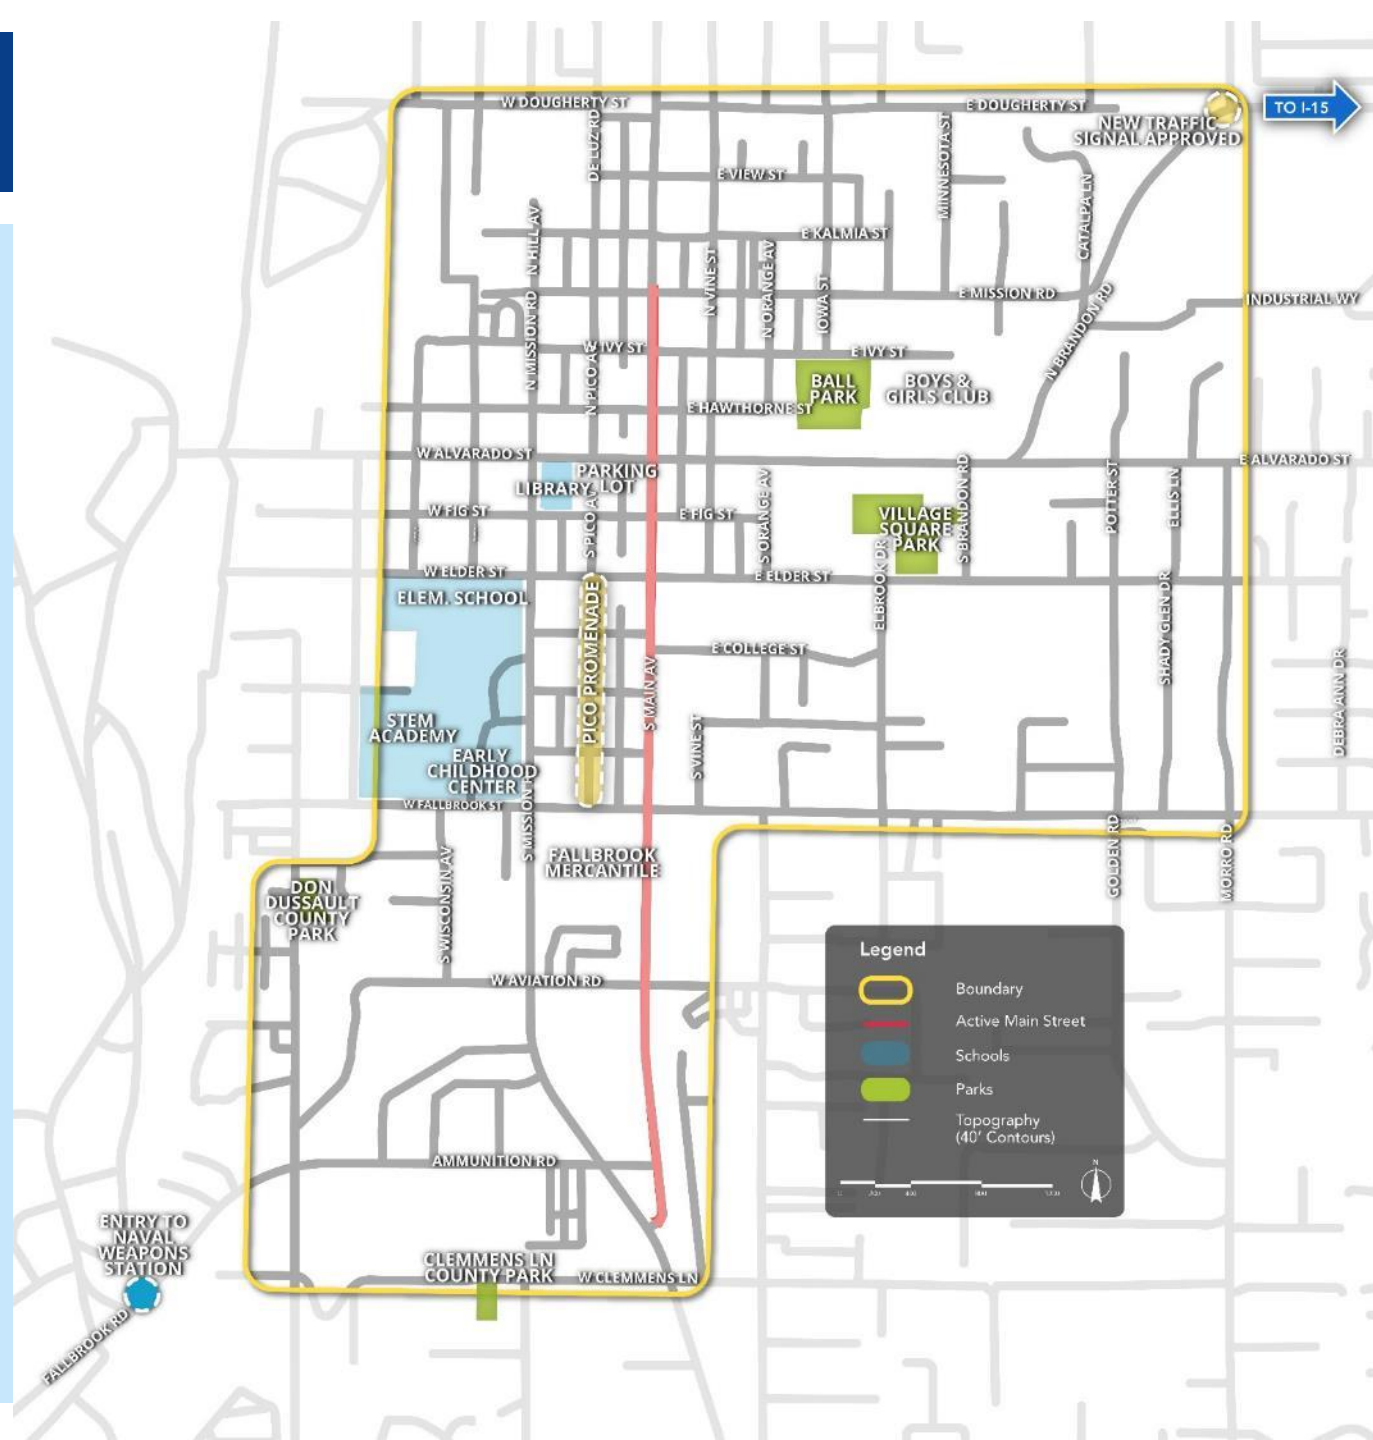 W DOUGHERTY ST
E DOUGHERTY ST
TO I-15
NEW TRAFFIC
SIGNAL APPROVED
DE LUZ RD
E VIEW ST
MINNESOTA ST
CATALPA LN
N HILL AV
E KALMIA ST
N VINE ST
N ORANGE AV
IOWA ST
E MISSION RD
INDUSTRIAL WY
N MISSION RD
N BRANDON RD
W IVY ST
E IVY ST
N PICO AV
BALL
PARK
BOYS &
GIRLS CLUB
E HAWTHORNE ST
W ALVARADO ST
E ALVARADO ST
PARKING
LOT
LIBRARY
W FIG ST
E FIG ST
S PICO AV
S ORANGE AV
VILLAGE
SQUARE
PARK
S BRANDON RD
POTTER ST
ELLIS LN
W ELDER ST
E ELDER ST
ELBROOK DR
ELEM. SCHOOL
PICO PROMENADE
E COLLEGE ST
SHADY GLEN DR
DEBRA ANN DR
S MAIN AV
STEM
ACADEMY
S VINE ST
EARLY
CHILDHOOD
CENTER
W FALLBROOK ST
S MISSION R
FALLBROOK
MERCANTILE
GOLDEN RD
MORRO RD
S WISCONSIN AV
DON
DUSSAULT
COUNTY
PARK
W AVIATION RD
Legend
Boundary
Active Main Street
Schools
Parks
Topography
(40' Contours)
N
AMMUNITION RD
ENTRY TO
NAVAL
WEAPONS
STATION
CLEMMENS LN
COUNTY PARK
W CLEMMENS LN
FALLBROOK RD